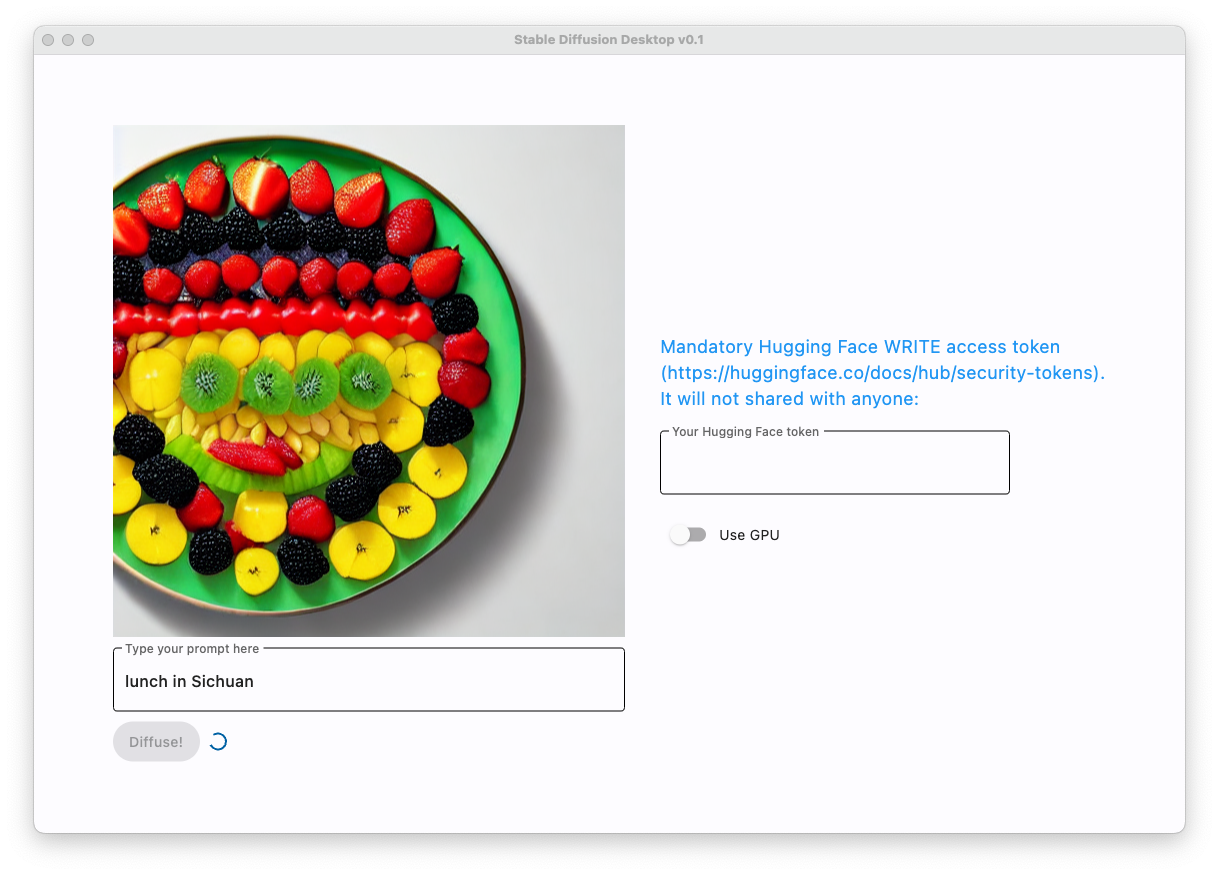 Stable Diffusion Desktop v0.1
Type your prompt here
lunch in Sichuan
Diffuse!
Mandatory Hugging Face WRITE access token
(https://huggingface.co/docs/hub/security-tokens).
It will not shared with anyone:
Your Hugging Face token
Use GPU